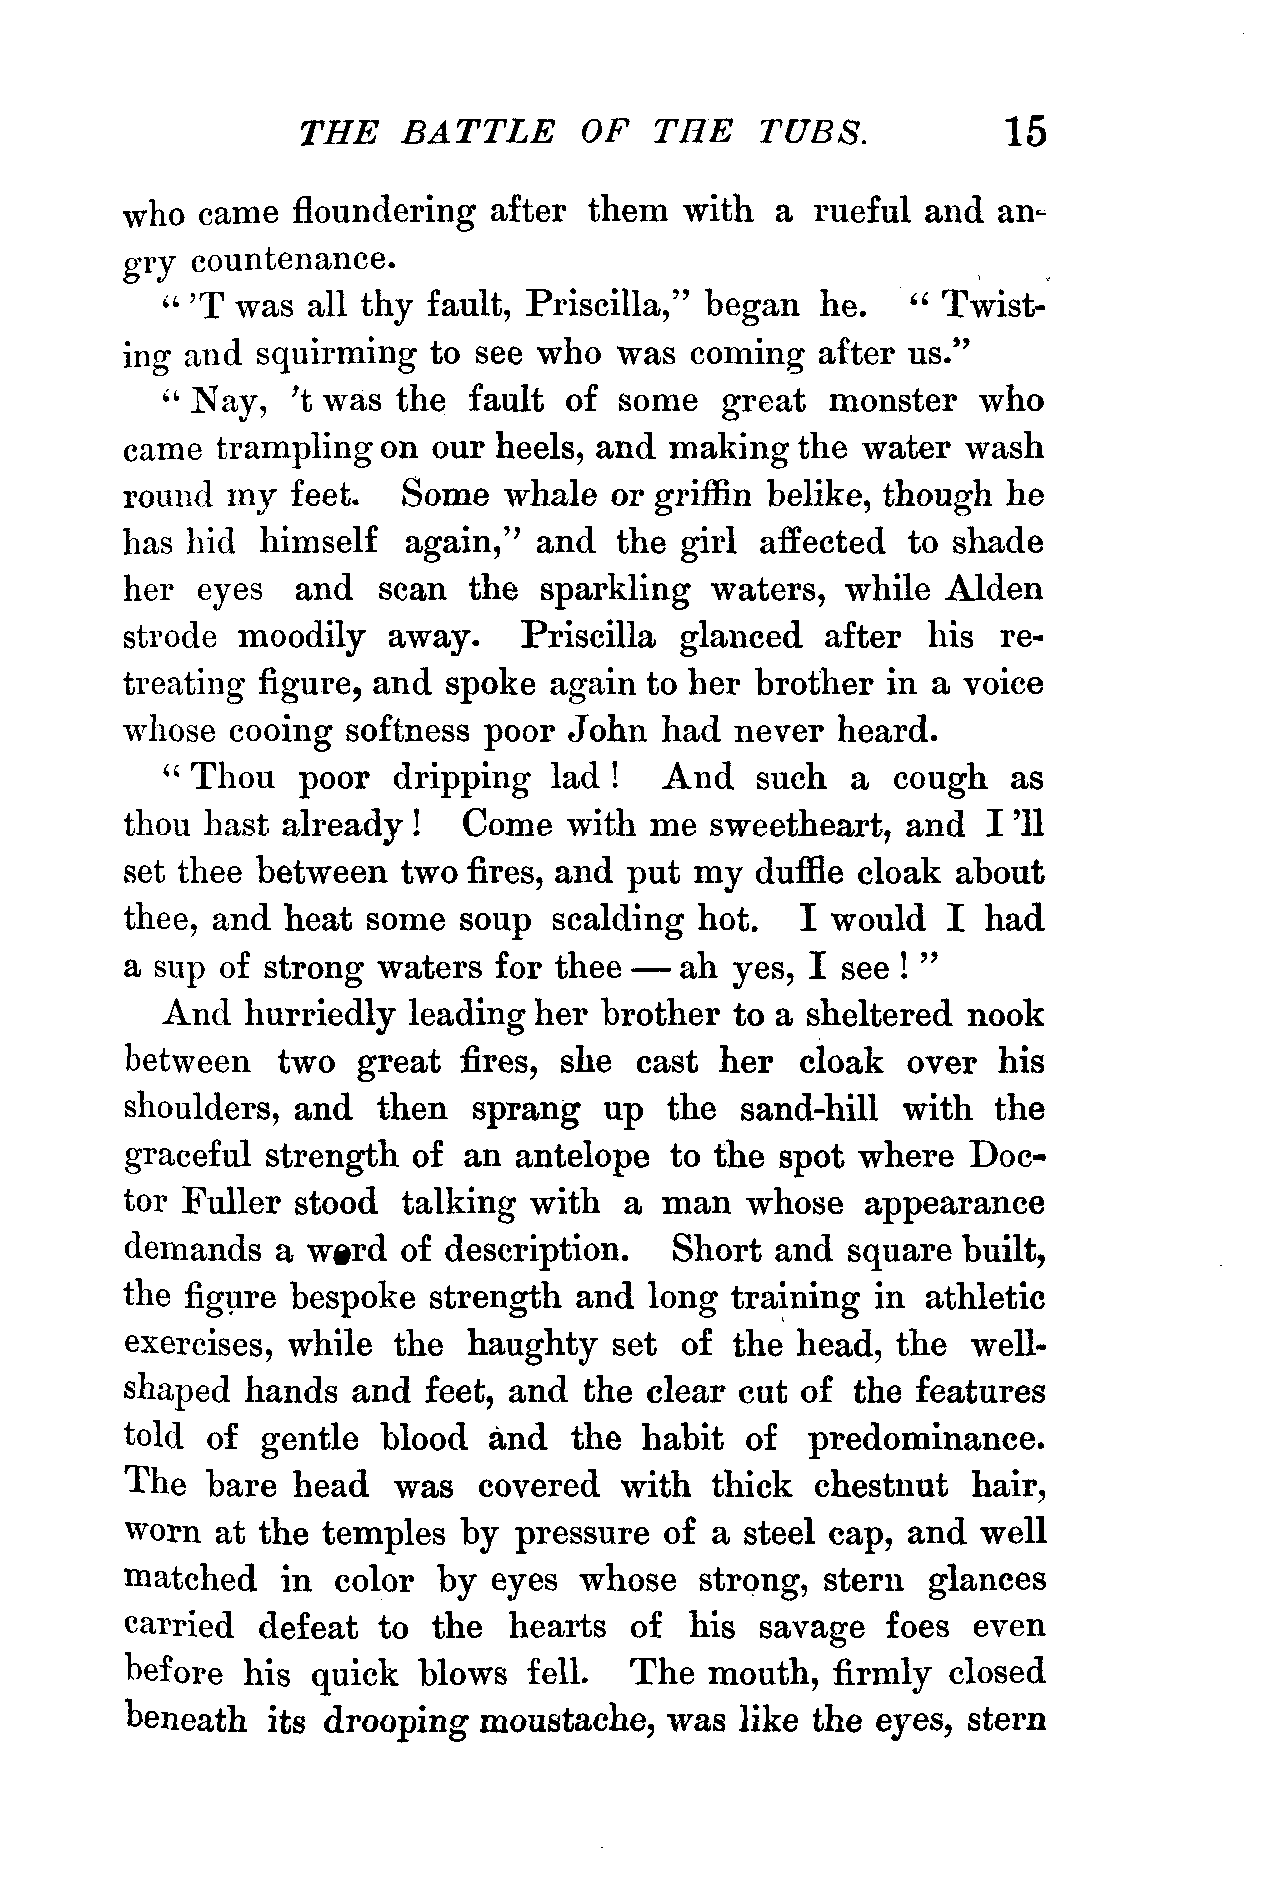 THE BATTLE OF THE TUBS. 15
who came floundering after them with a rueful and an-
gry countenance.
“ ’T was all thy fault, Priscilla,” began he. “ Twist-
ing and squirming to see who was coming after us.”
“ Nay, ’t was the fault of some great monster who
came trampling on our heels, and making the water wash
round my feet. Some whale or griffin belike, though he
has hid himself again,” and the girl affected to shade
her eyes and scan the sparkling waters, while Alden
strode moodily away. Priscilla glanced after his re-
treating figure, and spoke again to her brother in a voice
whose cooing softness poor John had never heard.
“ Thou poor dripping lad ! And such a cough as
thou hast already ! Come with me sweetheart, and I ’ll
set thee between two fires, and put my duffle cloak about
thee, and heat some soup scalding hot. I would I had
a sup of strong waters for thee — ah yes, I see ! ”
And hurriedly leading her brother to a sheltered nook
between two great fires, she cast her cloak over his
shoulders, and then sprang up the sand-hill with the
graceful strength of an antelope to the spot where Doc-
tor Fuller stood talking with a man whose appearance
demands a word of description. Short and square built,
the figure bespoke strength and long training in athletic
exercises, while the haughty set of the head, the well-
shaped hands and feet, and the clear cut of the features
told of gentle blood and the habit of predominance.
The bare head was covered with thick chestnut hair,
worn at the temples by pressure of a steel cap, and well
matched in color by eyes whose strong, stern glances
carried defeat to the hearts of his savage foes even
before his quick blows fell. The mouth, firmly closed
beneath its drooping moustache, was like the eyes, stern